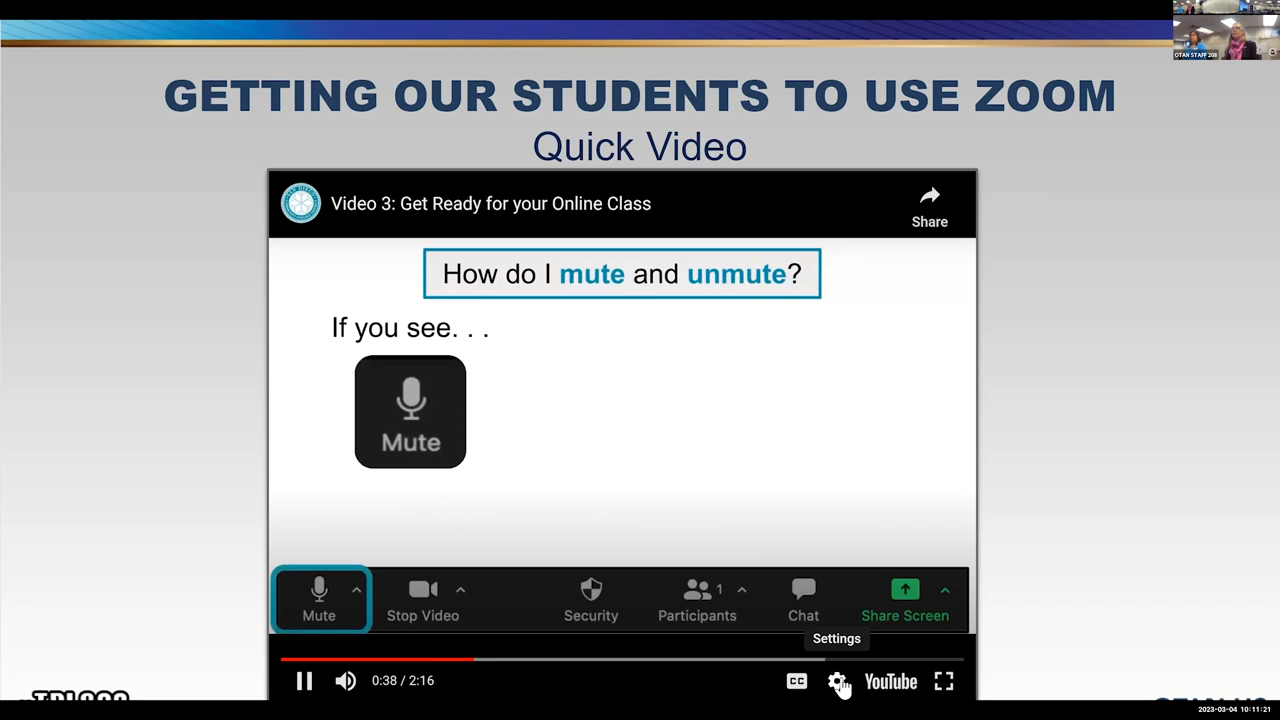 OTAN STAFF 208
GETTING OUR STUDENTS TO USE ZOOM
Quick Video
Video 3: Get Ready for your Online Class
Share
How do I mute and unmute?
If you see. . .
Mute
Mute
Stop Video
Security
Participants
1
Chat
Share Screen
Settings
0:38 / 2:16
CC
YouTube
2023-03-04 10:11:21